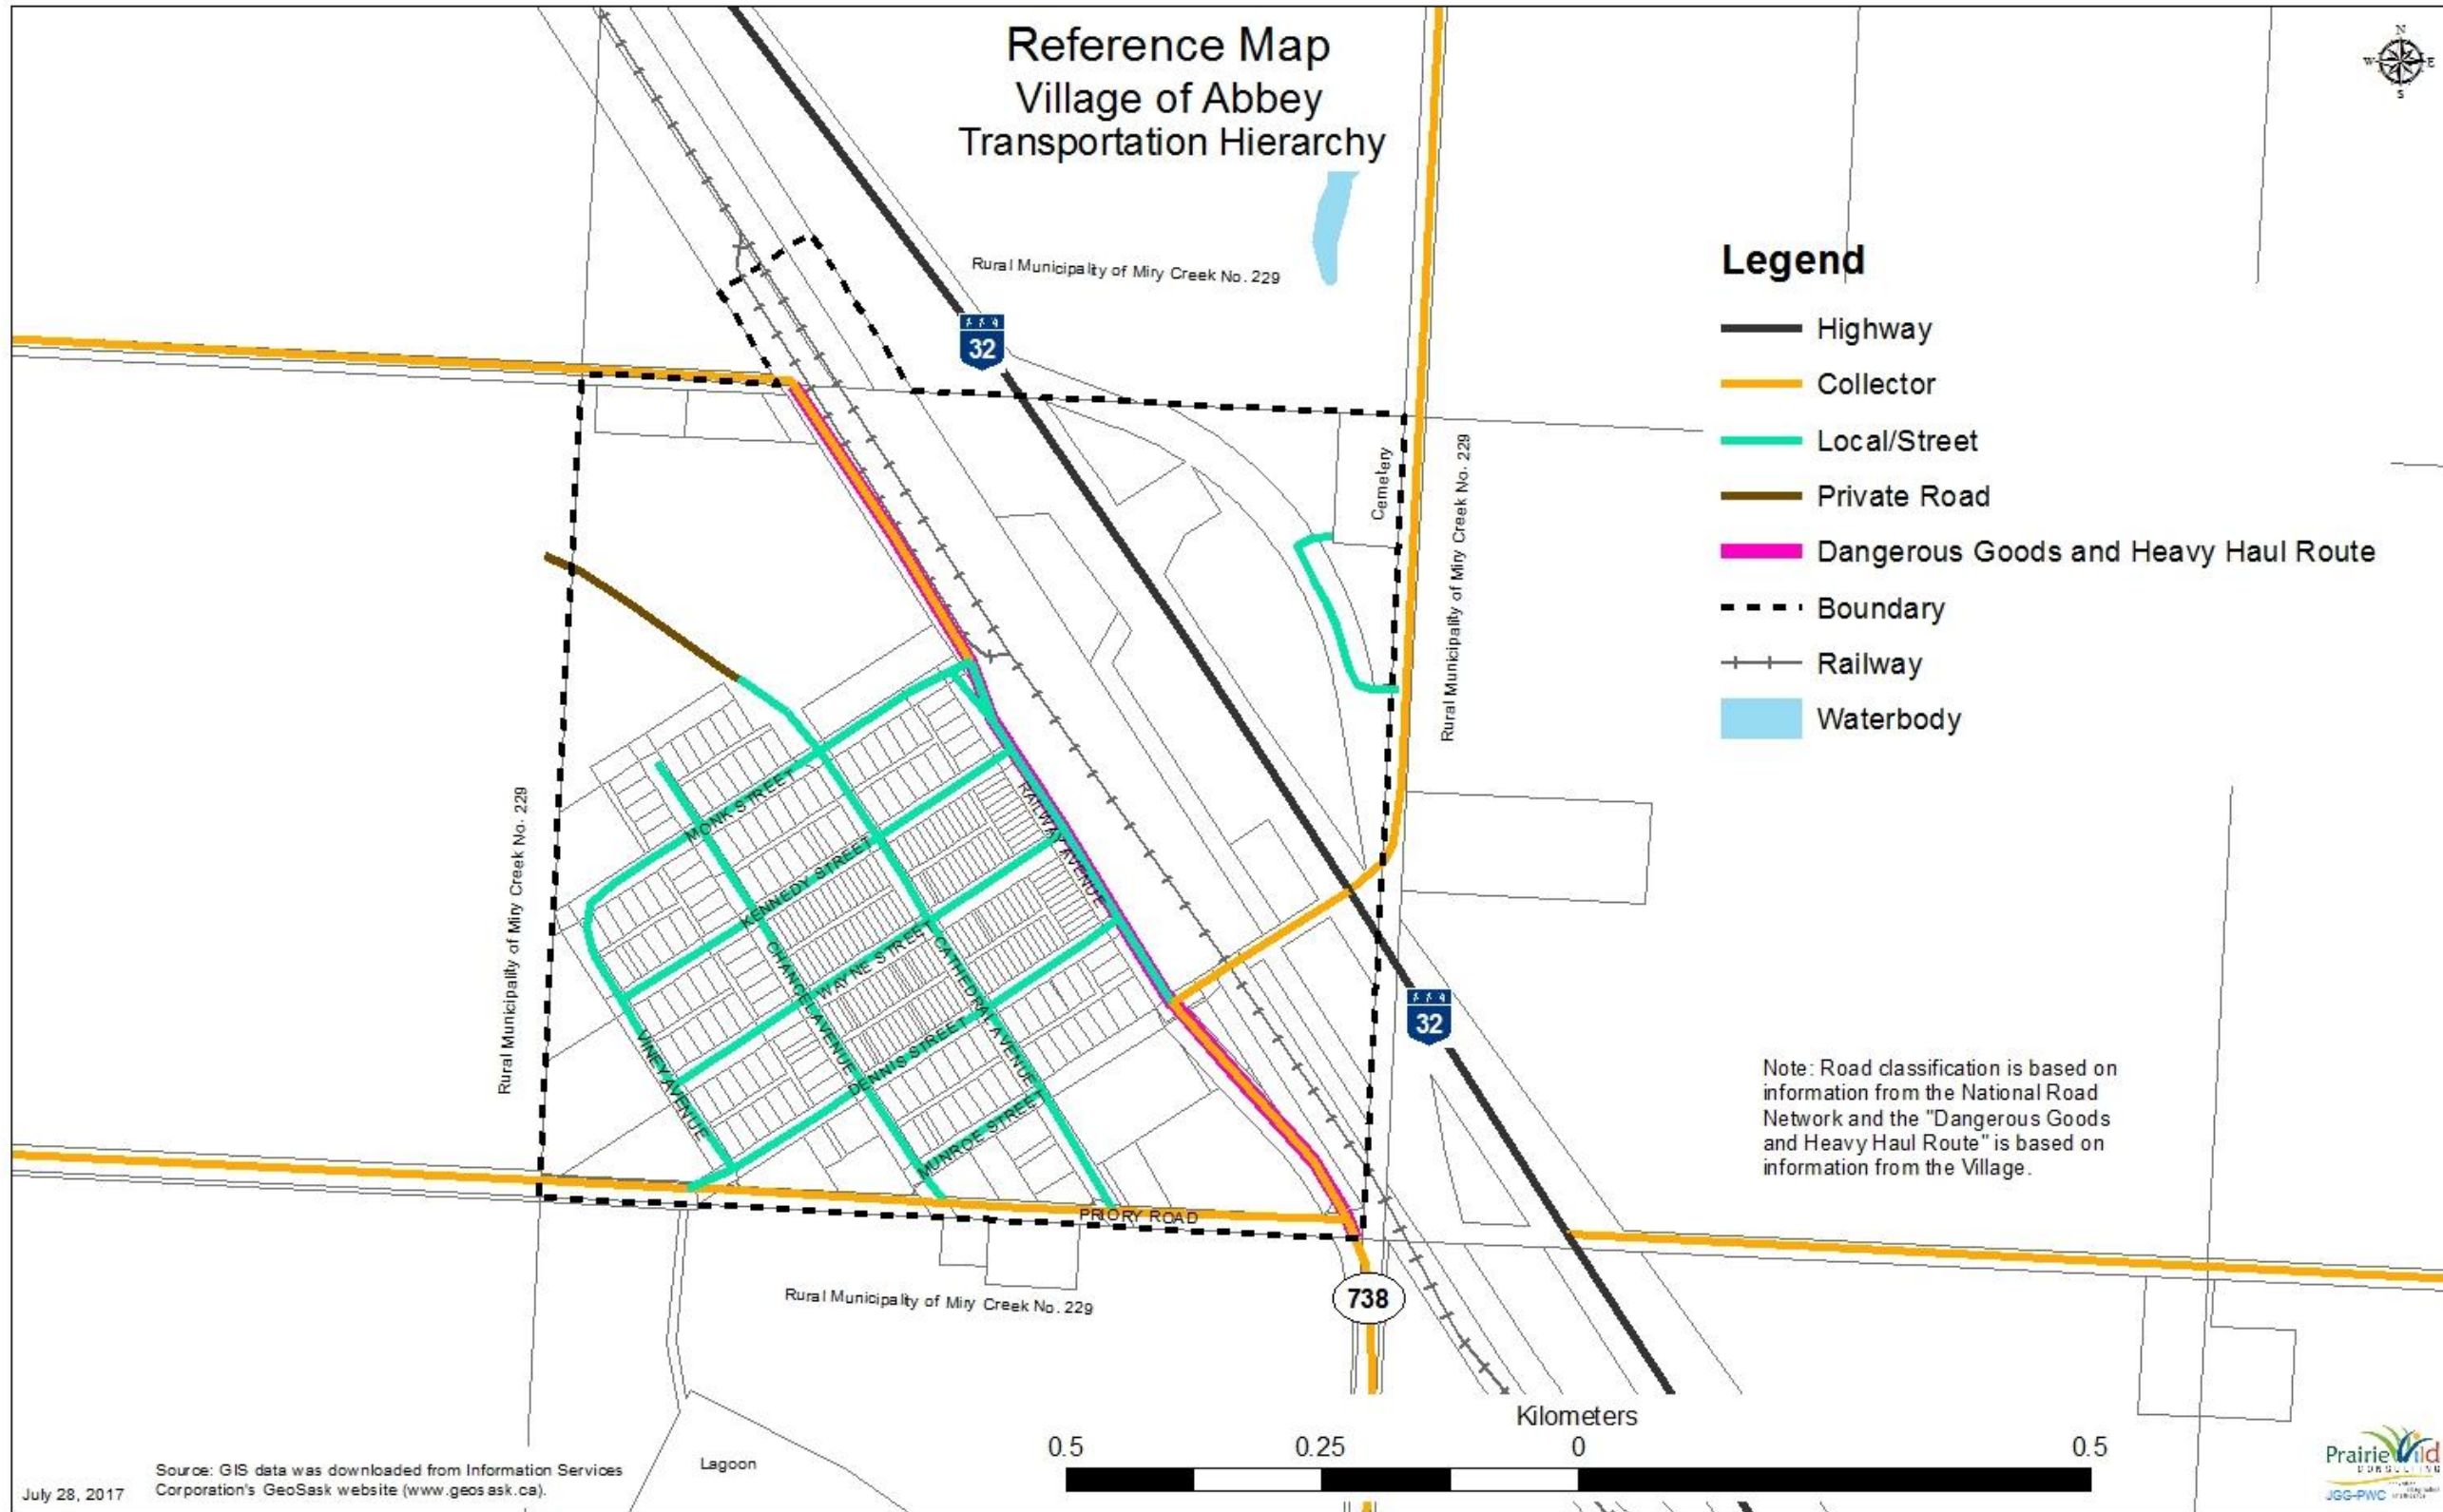 Reference Map
Village of Abbey
Transportation Hierarchy
N
W
E
S
Rural Municipality of Miry Creek No. 229
32
Legend
Highway
Collector
Local/Street
Private Road
Dangerous Goods and Heavy Haul Route
Boundary
Railway
Waterbody
Cemetery
Rural Municipality of Miry Creek No. 229
Rural Municipality of Miry Creek No. 229
MONK STREET
RAILWAY AVENUE
KENNEDY STREET
WAYNE STREET
CHANCEL AVENUE
CATHEDRAL AVENUE
DENNIS STREET
VINEY AVENUE
MUNROE STREET
PRIORY ROAD
32
Note: Road classification is based on
information from the National Road
Network and the "Dangerous Goods
and Heavy Haul Route" is based on
information from the Village.
Rural Municipality of Miry Creek No. 229
738
Kilometers
0.5 0.25 0 0.5
Lagoon
July 28, 2017
Source: GIS data was downloaded from Information Services
Corporation's GeoSask website (www.geosask.ca).
PrairieWild
CONSULTING
JGG-PWC